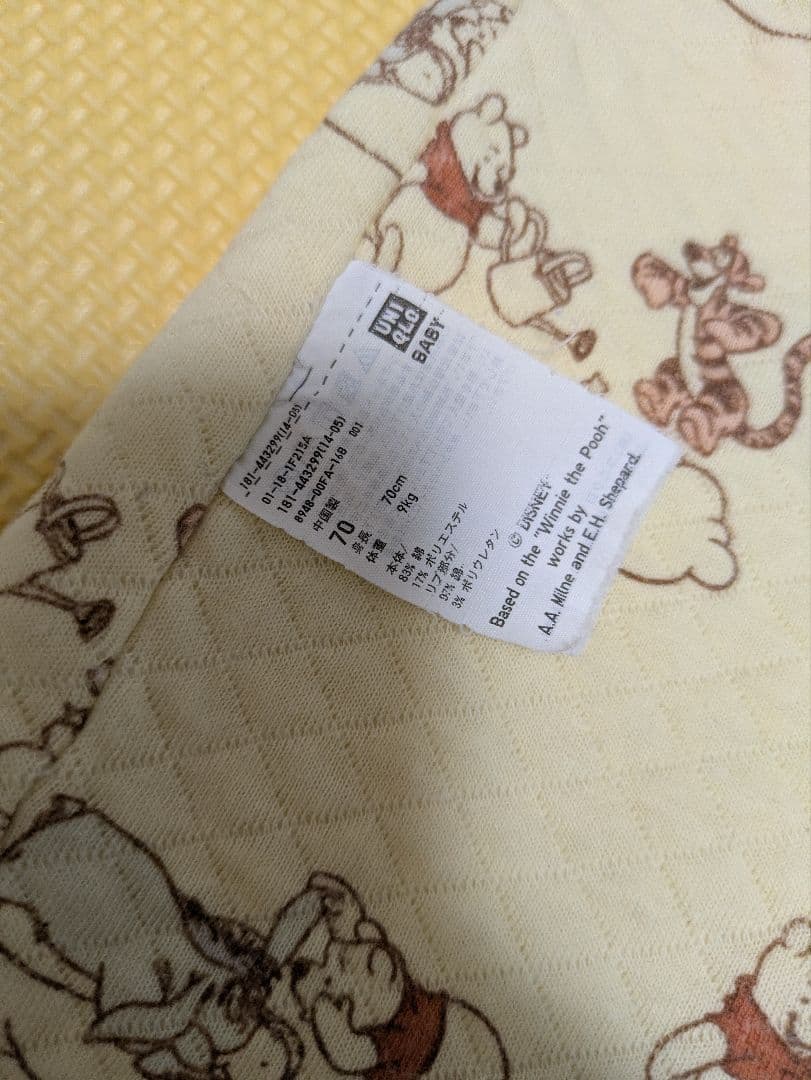 UNI
QLO
BABY
181-443299(14-05)
01-18-1F215A
181-443299(14-05)
8948-00FA-168 001
中国製
70
身長 70cm
体重 9kg
本体/
83% 綿
17% ポリエステル
リブ部分/
97% 綿
3% ポリウレタン
© DISNEY
Based on the "Winnie the Pooh"
works by
A.A. Milne and E.H. Shepard.